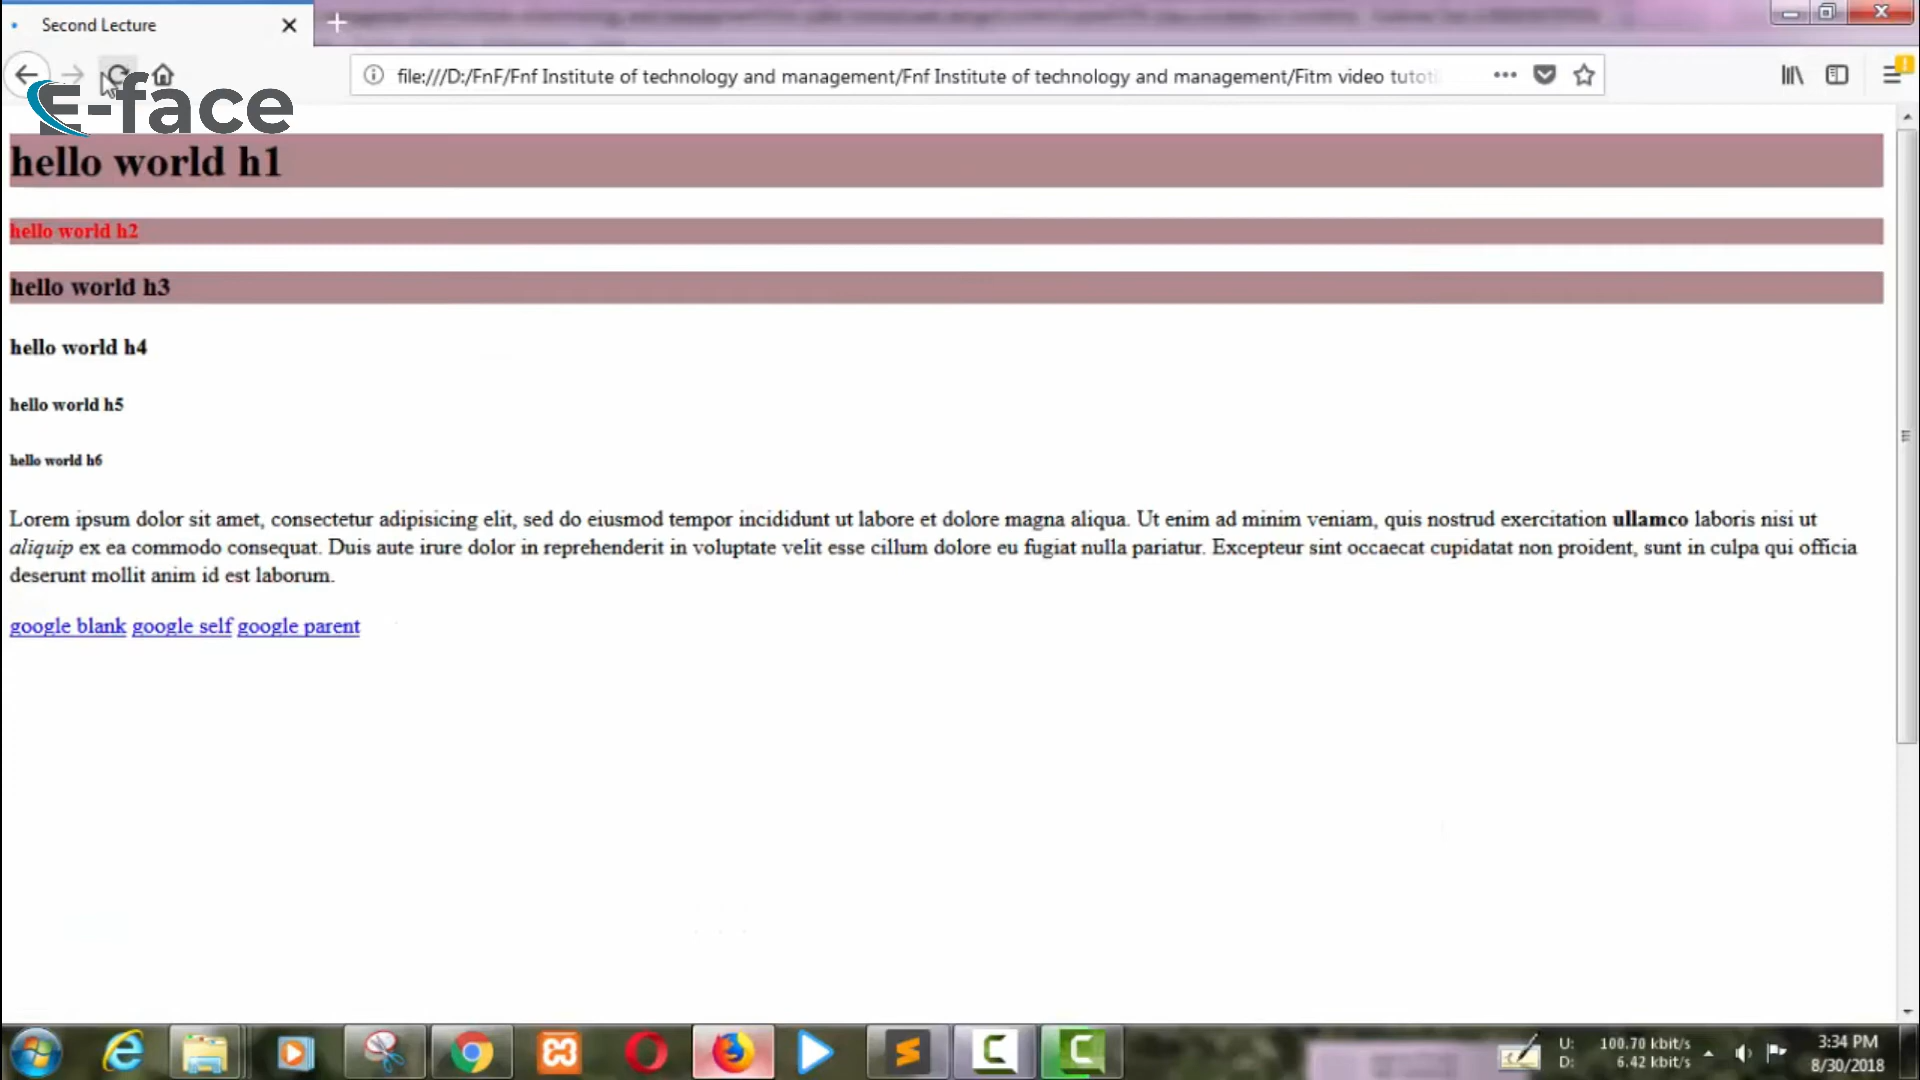 Second Lecture
file:///D:/FnF/Fnf Institute of technology and management/Fnf Institute of technology and management/Fitm video tutoti
E-face
hello world h1
hello world h2
hello world h3
hello world h4
hello world h5
hello world h6
Lorem ipsum dolor sit amet, consectetur adipisicing elit, sed do eiusmod tempor incididunt ut labore et dolore magna aliqua. Ut enim ad minim veniam, quis nostrud exercitation ullamco laboris nisi ut
aliquip ex ea commodo consequat. Duis aute irure dolor in reprehenderit in voluptate velit esse cillum dolore eu fugiat nulla pariatur. Excepteur sint occaecat cupidatat non proident, sunt in culpa qui officia
deserunt mollit anim id est laborum.
google blank google self google parent
U: 100.70 kbit/s
D: 6.42 kbit/s
3:34 PM
8/30/2018